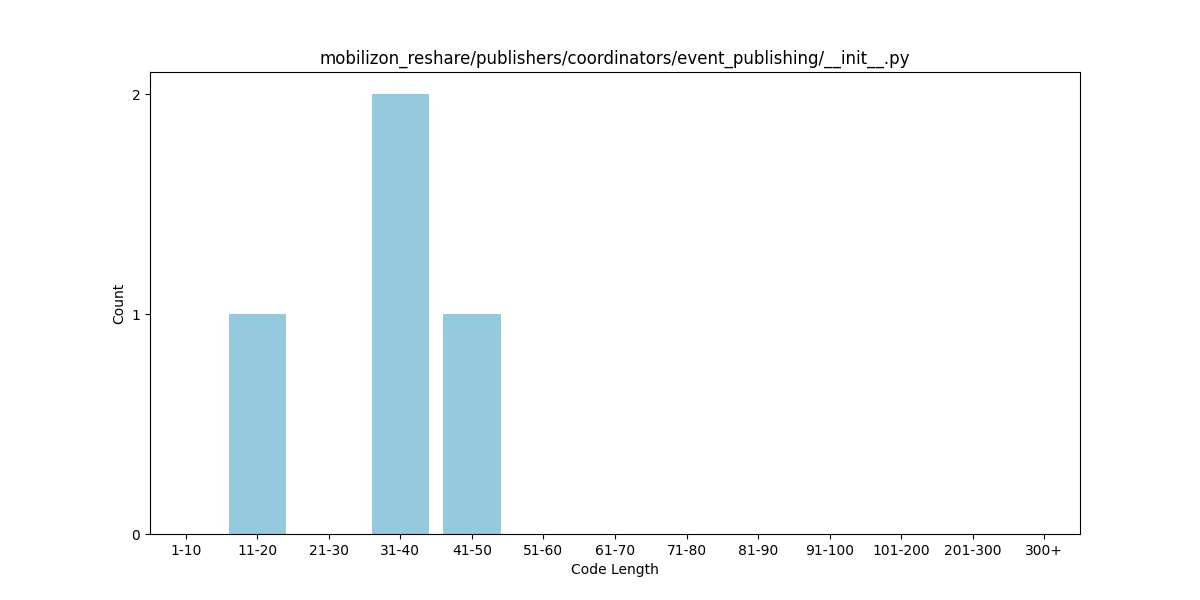 mobilizon_reshare/publishers/coordinators/event_publishing/__init__.py
2
1
0
Count
1-10 11-20 21-30 31-40 41-50 51-60 61-70 71-80 81-90 91-100 101-200 201-300 300+
Code Length